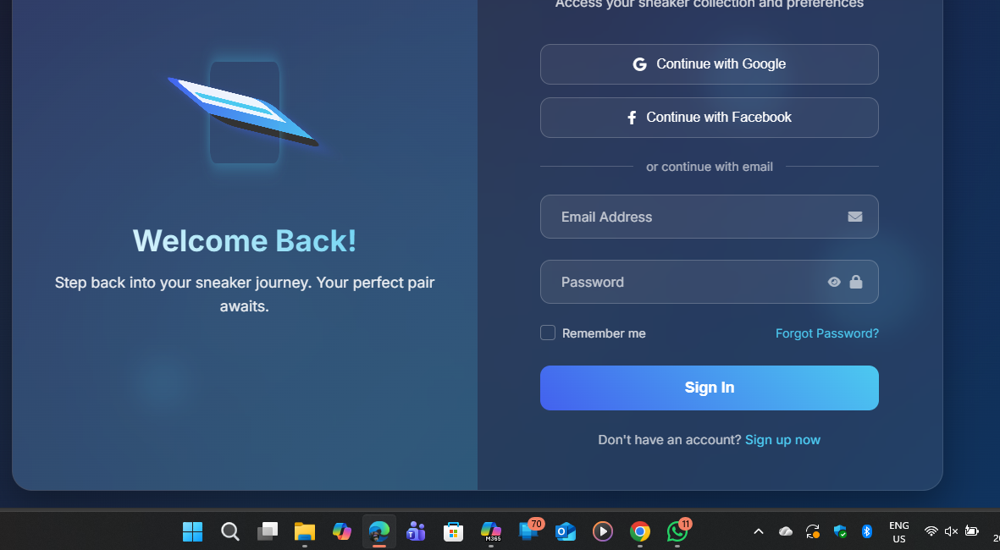 Access your sneaker collection and preferences
Continue with Google
Continue with Facebook
or continue with email
Email Address
Password
Remember me
Forgot Password?
Sign In
Don't have an account? Sign up now
Welcome Back!
Step back into your sneaker journey. Your perfect pair
awaits.
M365
70
11
ENG
US